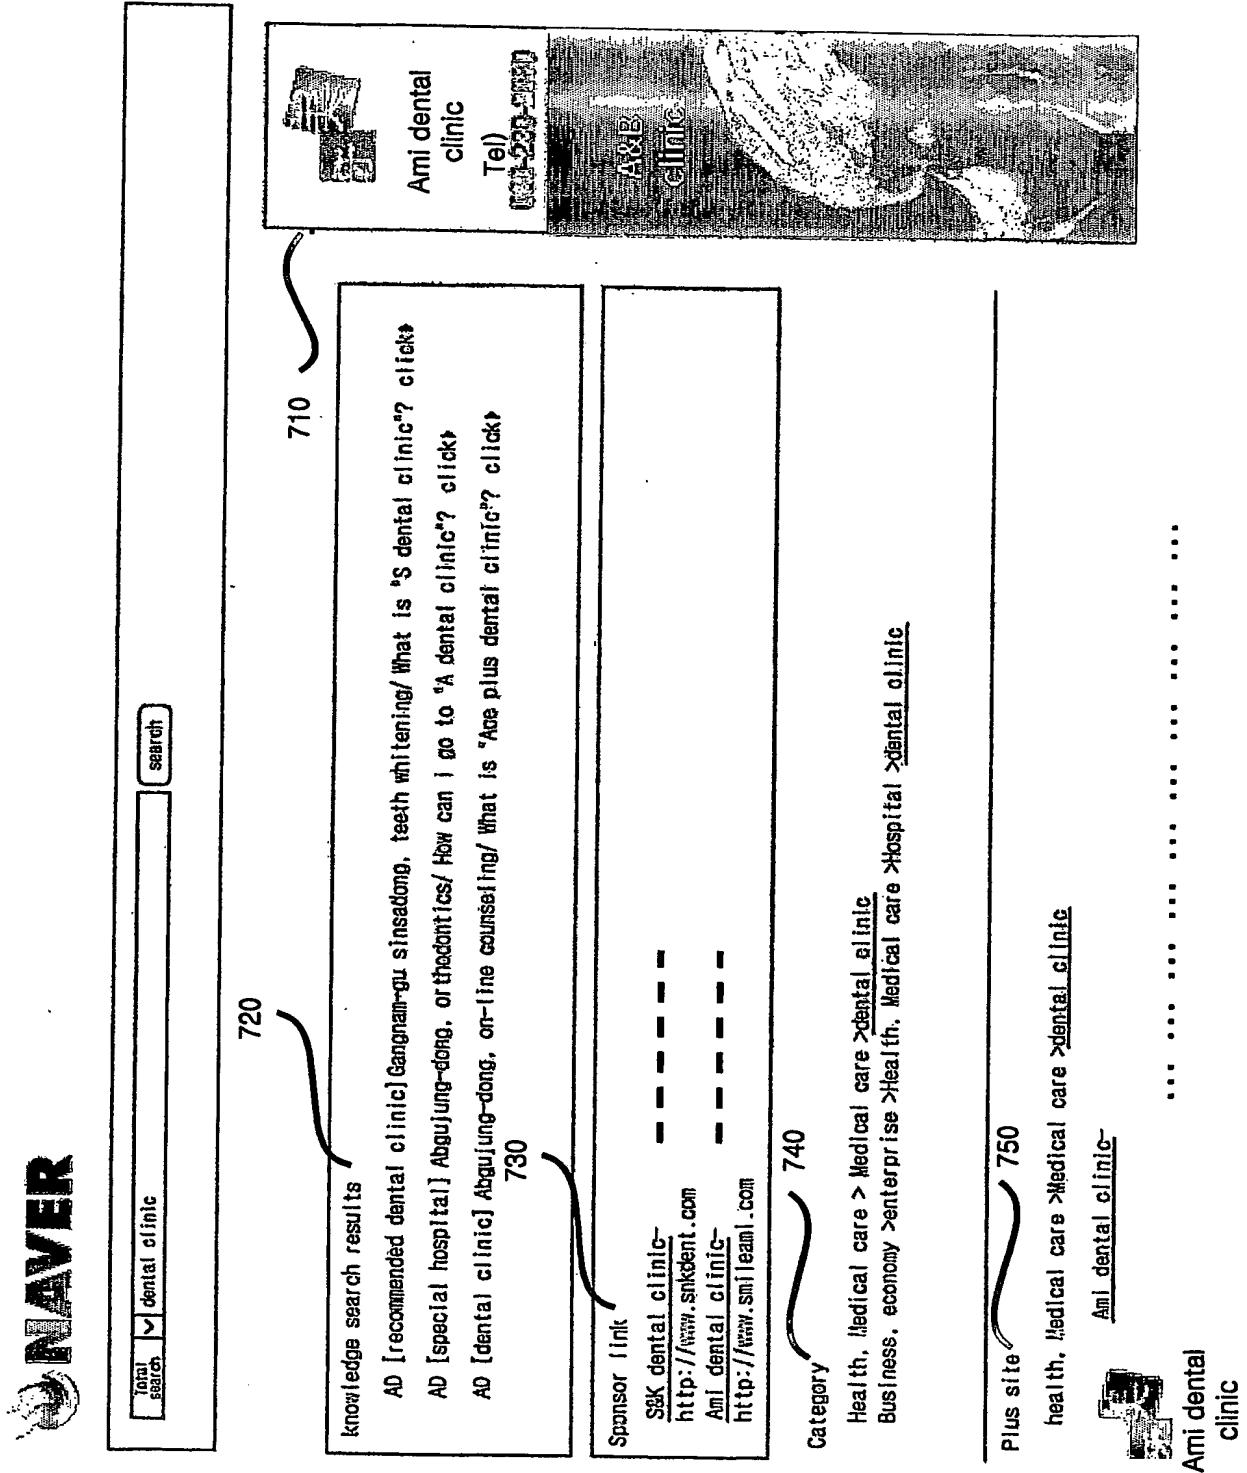 NAVER
Total
search
dental clinic
search
710
Ami dental
clinic
Tel)
A&B
clinic
720
knowledge search results
AD [recommended dental clinic] Gangnam-gu sinsadong, teeth whitening/ What is "S dental clinic"? click
AD [special hospital] Abgujung-dong, orthodontics/ How can I go to "A dental clinic"? click
AD [dental clinic] Abgujung-dong, on-line counseling/ What is "Ace plus dental clinic"? click
730
Sponsor link
S&K dental clinic-
http://www.snkdent.com
Ami dental clinic-
http://www.smileami.com
740
Category
Health, Medical care > Medical care >dental clinic
Business, economy >enterprise >Health, Medical care >Hospital >dental clinic
750
Plus site
health, Medical care >Medical care >dental clinic
Ami dental clinic-
... ... ... ... ... ... ... ... ... ...
Ami dental
clinic